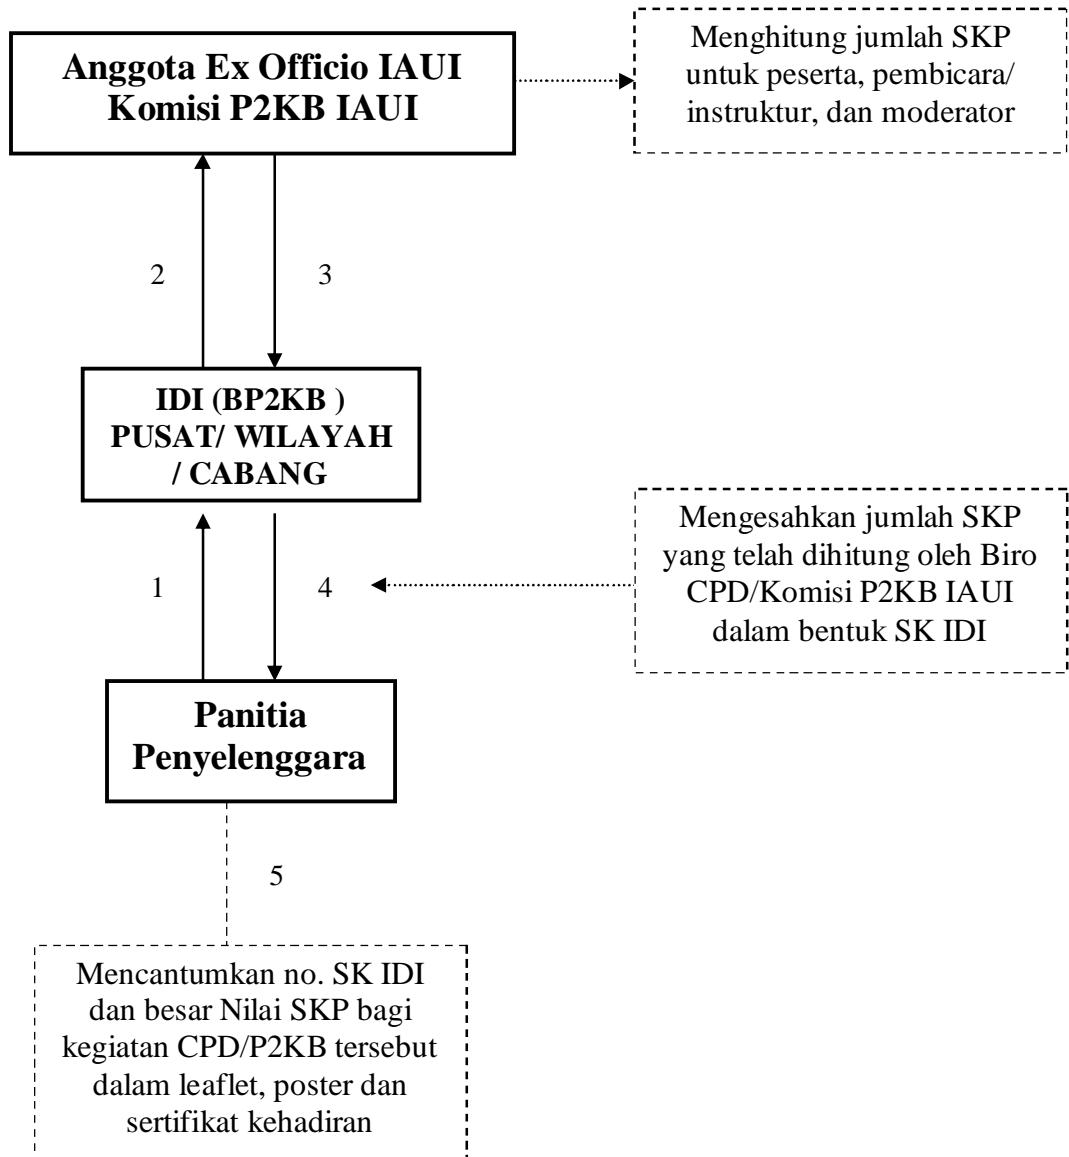 Anggota Ex Officio IAUI
Komisi P2KB IAUI
Menghitung jumlah SKP
untuk peserta, pembicara/
instruktur, dan moderator
2
3
IDI (BP2KB )
PUSAT/ WILAYAH
/ CABANG
1
4
Mengesahkan jumlah SKP
yang telah dihitung oleh Biro
CPD/Komisi P2KB IAUI
dalam bentuk SK IDI
Panitia
Penyelenggara
5
Mencantumkan no. SK IDI
dan besar Nilai SKP bagi
kegiatan CPD/P2KB tersebut
dalam leaflet, poster dan
sertifikat kehadiran